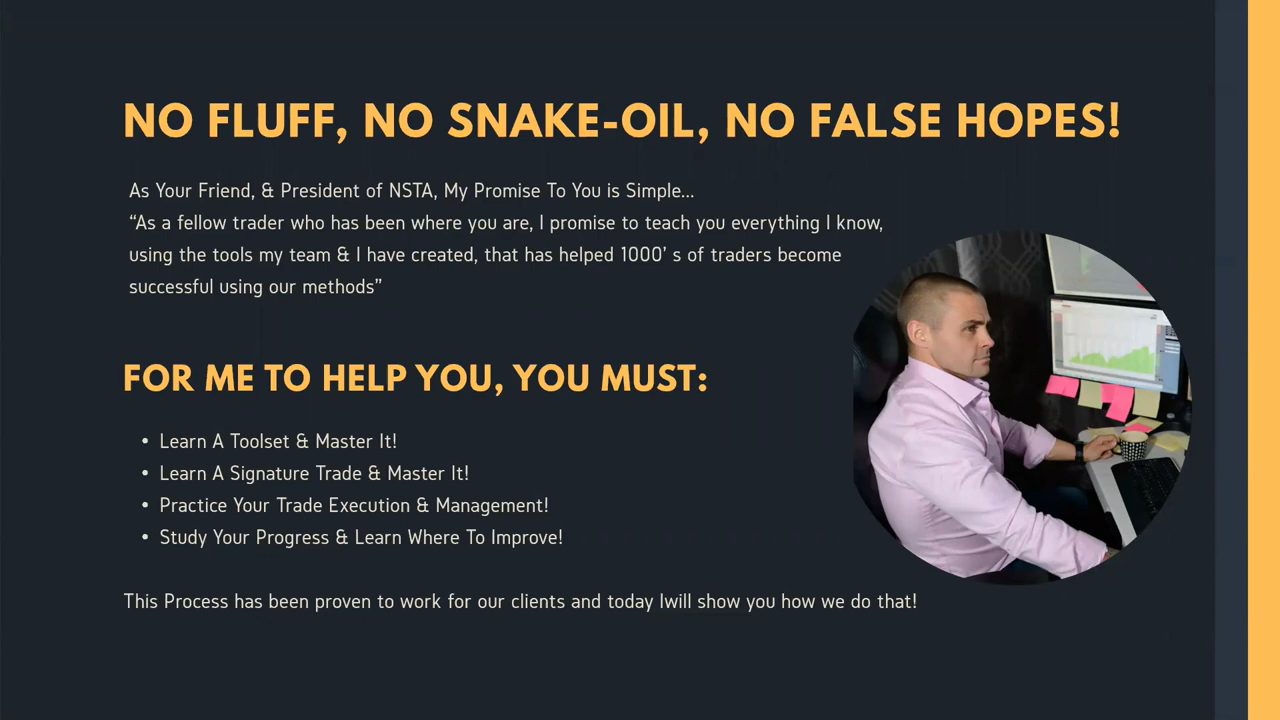 NO FLUFF, NO SNAKE-OIL, NO FALSE HOPES!
As Your Friend, & President of NSTA, My Promise To You is Simple...
“As a fellow trader who has been where you are, I promise to teach you everything I know,
using the tools my team & I have created, that has helped 1000’ s of traders become
successful using our methods”
FOR ME TO HELP YOU, YOU MUST:
• Learn A Toolset & Master It!
• Learn A Signature Trade & Master It!
• Practice Your Trade Execution & Management!
• Study Your Progress & Learn Where To Improve!
This Process has been proven to work for our clients and today Iwill show you how we do that!